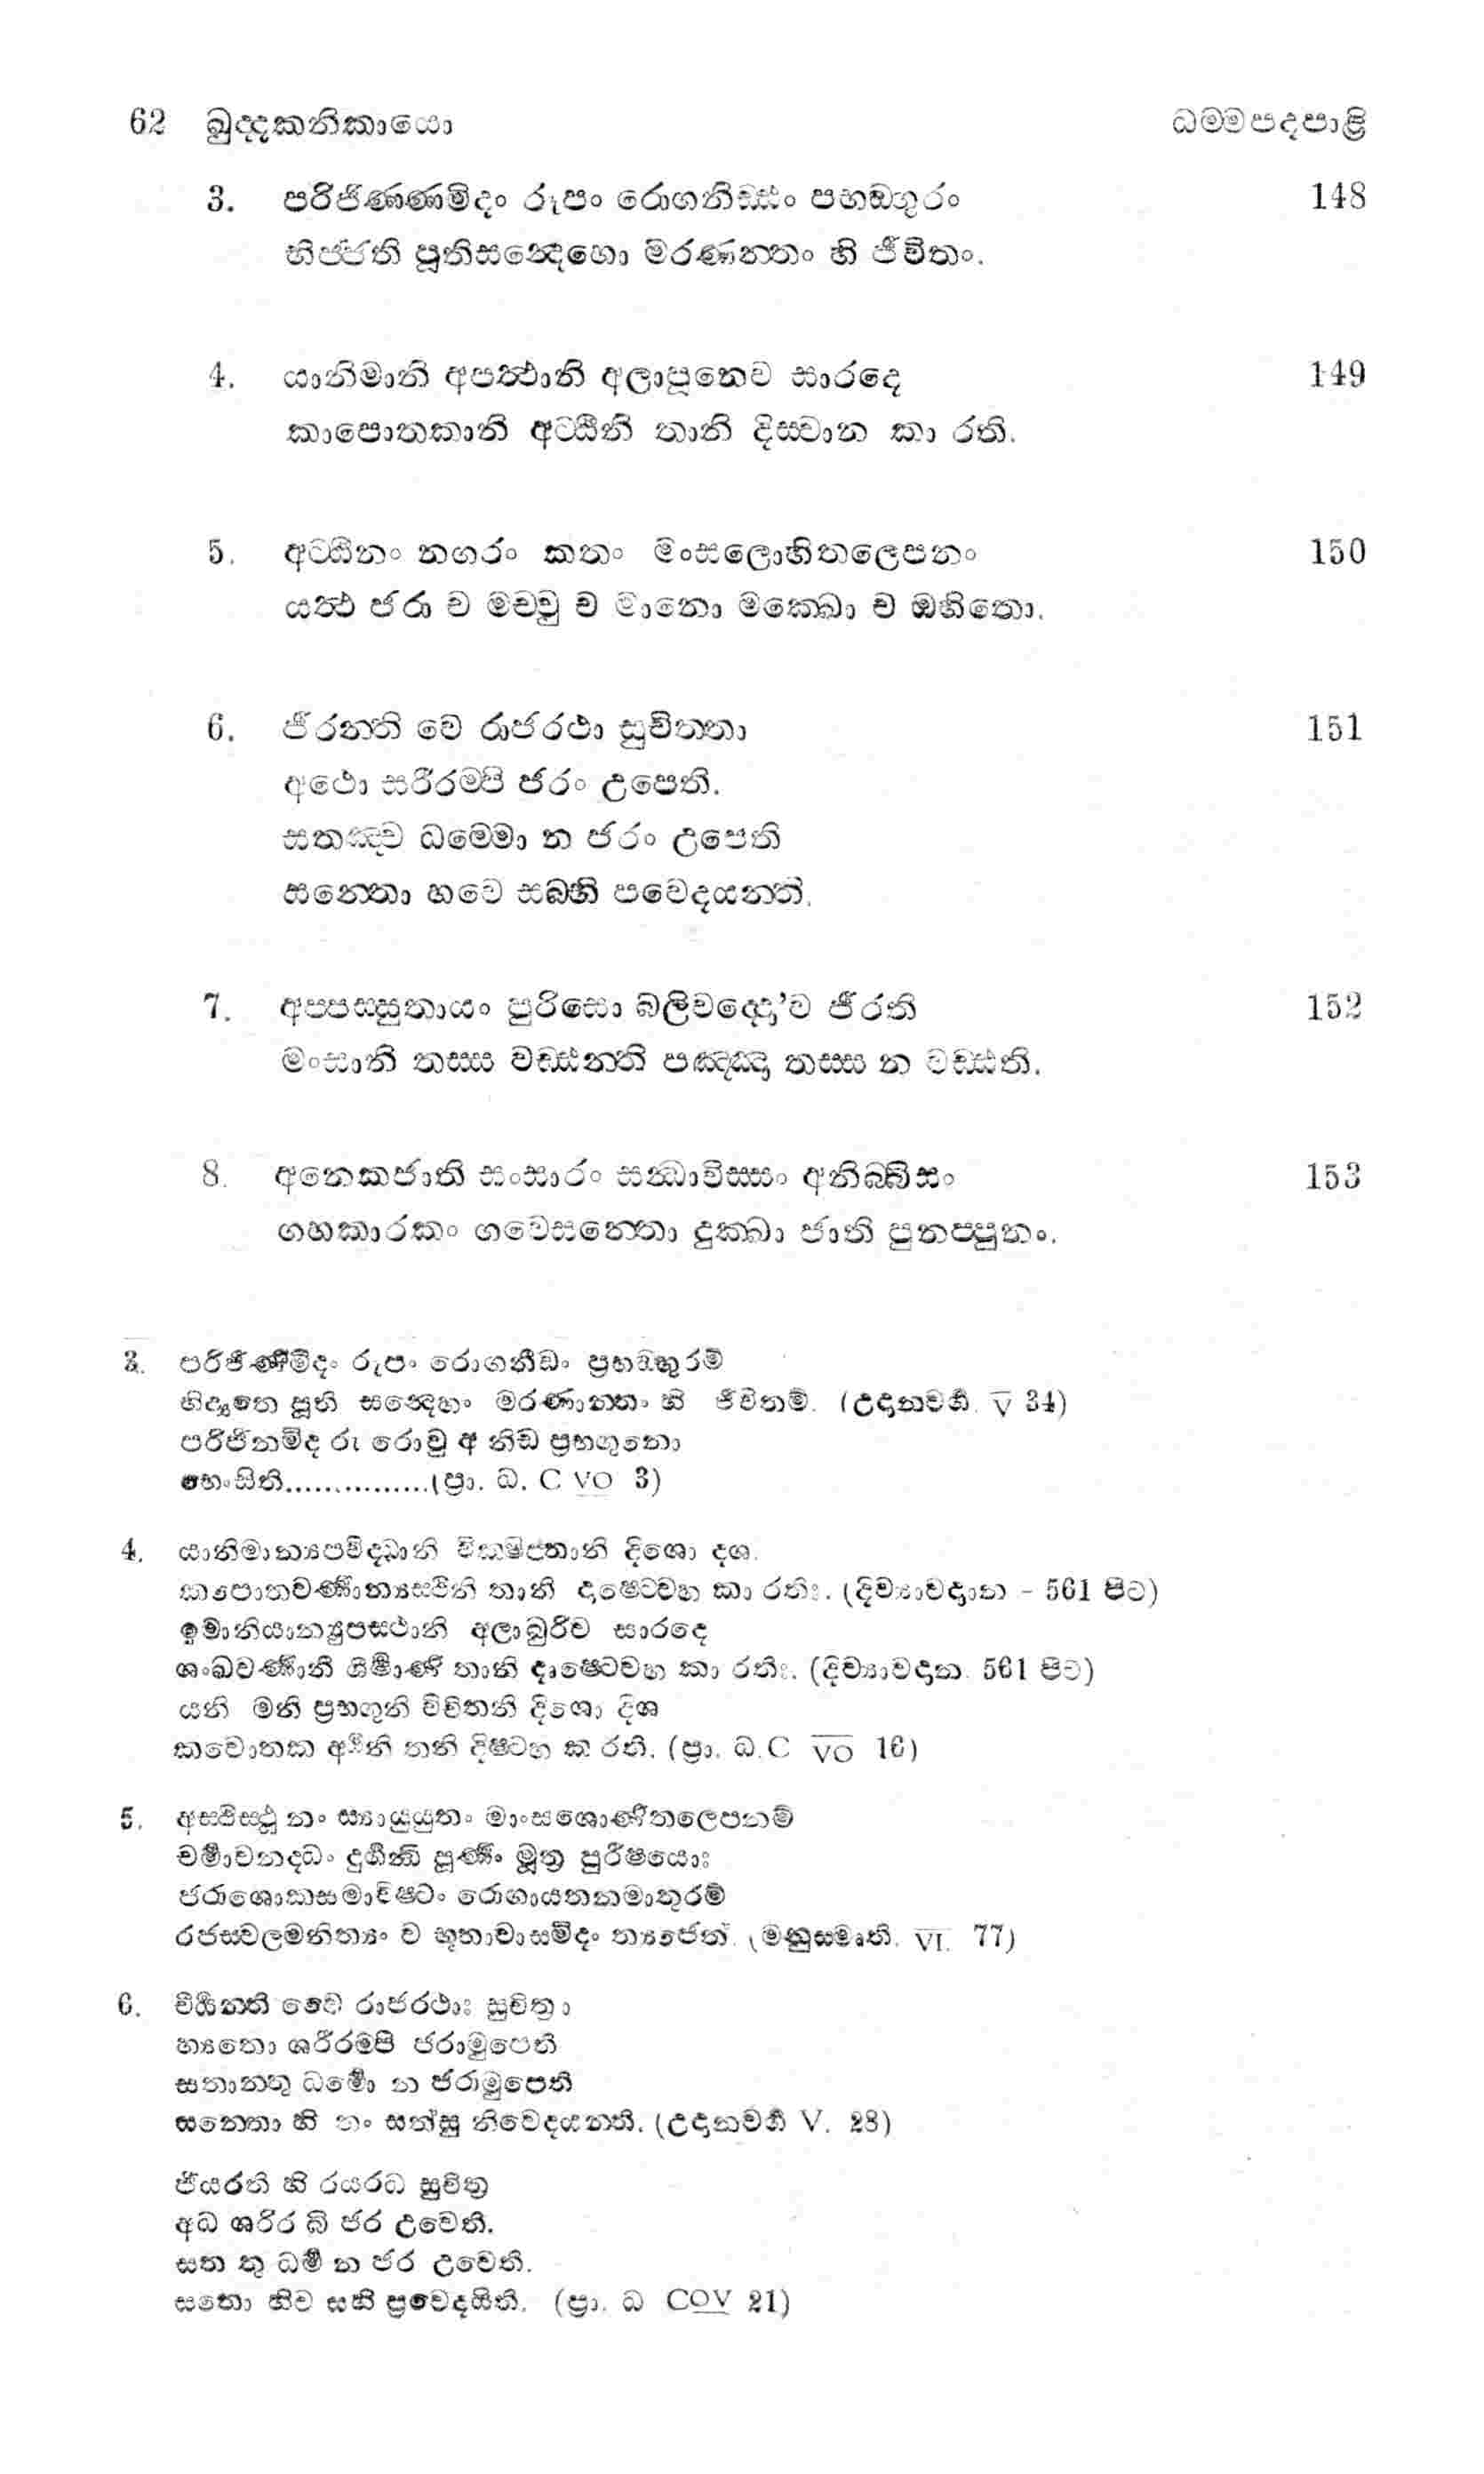 62 ඛුද්දකනිකායො ධම්මපදපාළි
3. පරිජිණ්ණමිදං රූපං රොගනිඩ්ඪං පභඞ්ගුරං 148
භිජ්ජති පූතිසන්දෙහො මරණන්තං හි ජීවිතං.
4. යානිමානි අපත්ථානි අලාපූනෙව සාරදෙ 149
කාපොතකානි අට්ඨීනි තානි දිස්වාන කා රති.
5. අට්ඨීනං නගරං කතං මංසලොහිතලෙපනං 150
යත්ථ ජරා ච මච්චු ච මානො මක්ඛො ච ඔහිතො.
6. ජීරන්ති වෙ රාජරථා සුචිත්තා 151
අථො සරීරම්පි ජරං උපෙති.
සතඤ්ච ධම්මො න ජරං උපෙති
සන්තො හවෙ සබ්භි පවෙදයන්ති.
7. අප්පස්සුතායං පුරිසො බලිවද්දො'ව ජීරති 152
මංසානි තස්ස වඩ්ඪන්ති පඤ්ඤා තස්ස න වඩ්ඪති.
8. අනෙකජාති සංසාරං සන්ධාවිස්සං අනිබ්බිසං 153
ගහකාරකං ගවෙසන්තො දුක්ඛා ජාති පුනප්පුනං.
3. පරිජීර්ණමිදං රූපං රොගනීඩං ප්‍රභඞ්ගුරම්
භිද්‍යතෙ පූති සන්දෙහං මරණාන්තං හි ජීවිතම්. (උදානවර්ග. V 34)
පරිජිනමිද රු රොවු අ නිඩ ප්‍රභගුනො
භෙංසිති...............(ප්‍රා. ධ. C VO 3)
4. යානිමාන්‍යපවිද්ධානි වික්ෂිප්තානි දිශො දශ.
කපොතවර්ණාන්‍යස්ථිනි තානි දෘෂ්ටෙවහ කා රතිඃ. (දිව්‍යාවදාන - 561 පිට)
ඉමානියාන්‍යුපස්ථානි අලාබුරිව සාරදෙ
ශංඛවර්ණානි ශීර්ෂාණි තානි දෘෂ්ටෙවහ කා රතිඃ. (දිව්‍යාවදාන. 561 පිට)
යනි මනි ප්‍රභගුනි විචිතනි දිශො දිශ
කවොතක අඨිනි තනි දිෂ්ටහ ක රති. (ප්‍රා. ධ.C VO 16)
5. අස්ථිස්ථූනං ස්නායුයුතං මාංසශොණිතලෙපනම්
චර්මාවනද්ධං දුර්ගන්ධි පූර්ණං මූත්‍ර පුරීෂයොඃ
ජරාශොකසමාවිෂ්ටං රොගායතනමාතුරම්
රජස්වලමනිත්‍යං ච භූතාවාසමිදං ත්‍යජෙත්. (මනුස්මෘති. VI. 77)
6. ජීර්යන්ති වෛ රාජරථාඃ සුචිත්‍රා
හ්‍යතො ශරීරමපි ජරාමුපෙති
සතාන්තු ධර්මො න ජරාමුපෙති
සන්තො හි තං සත්සු නිවෙදයන්ති. (උදානවර්ග V. 28)
ජීයරති හි රයරධ සුචිත්‍ර
අධ ශරිර බි ජර උවෙති.
සත තු ධර්ම න ජර උවෙති.
සතො හිව සභි ප්‍රවෙදයිති. (ප්‍රා. ධ COV 21)